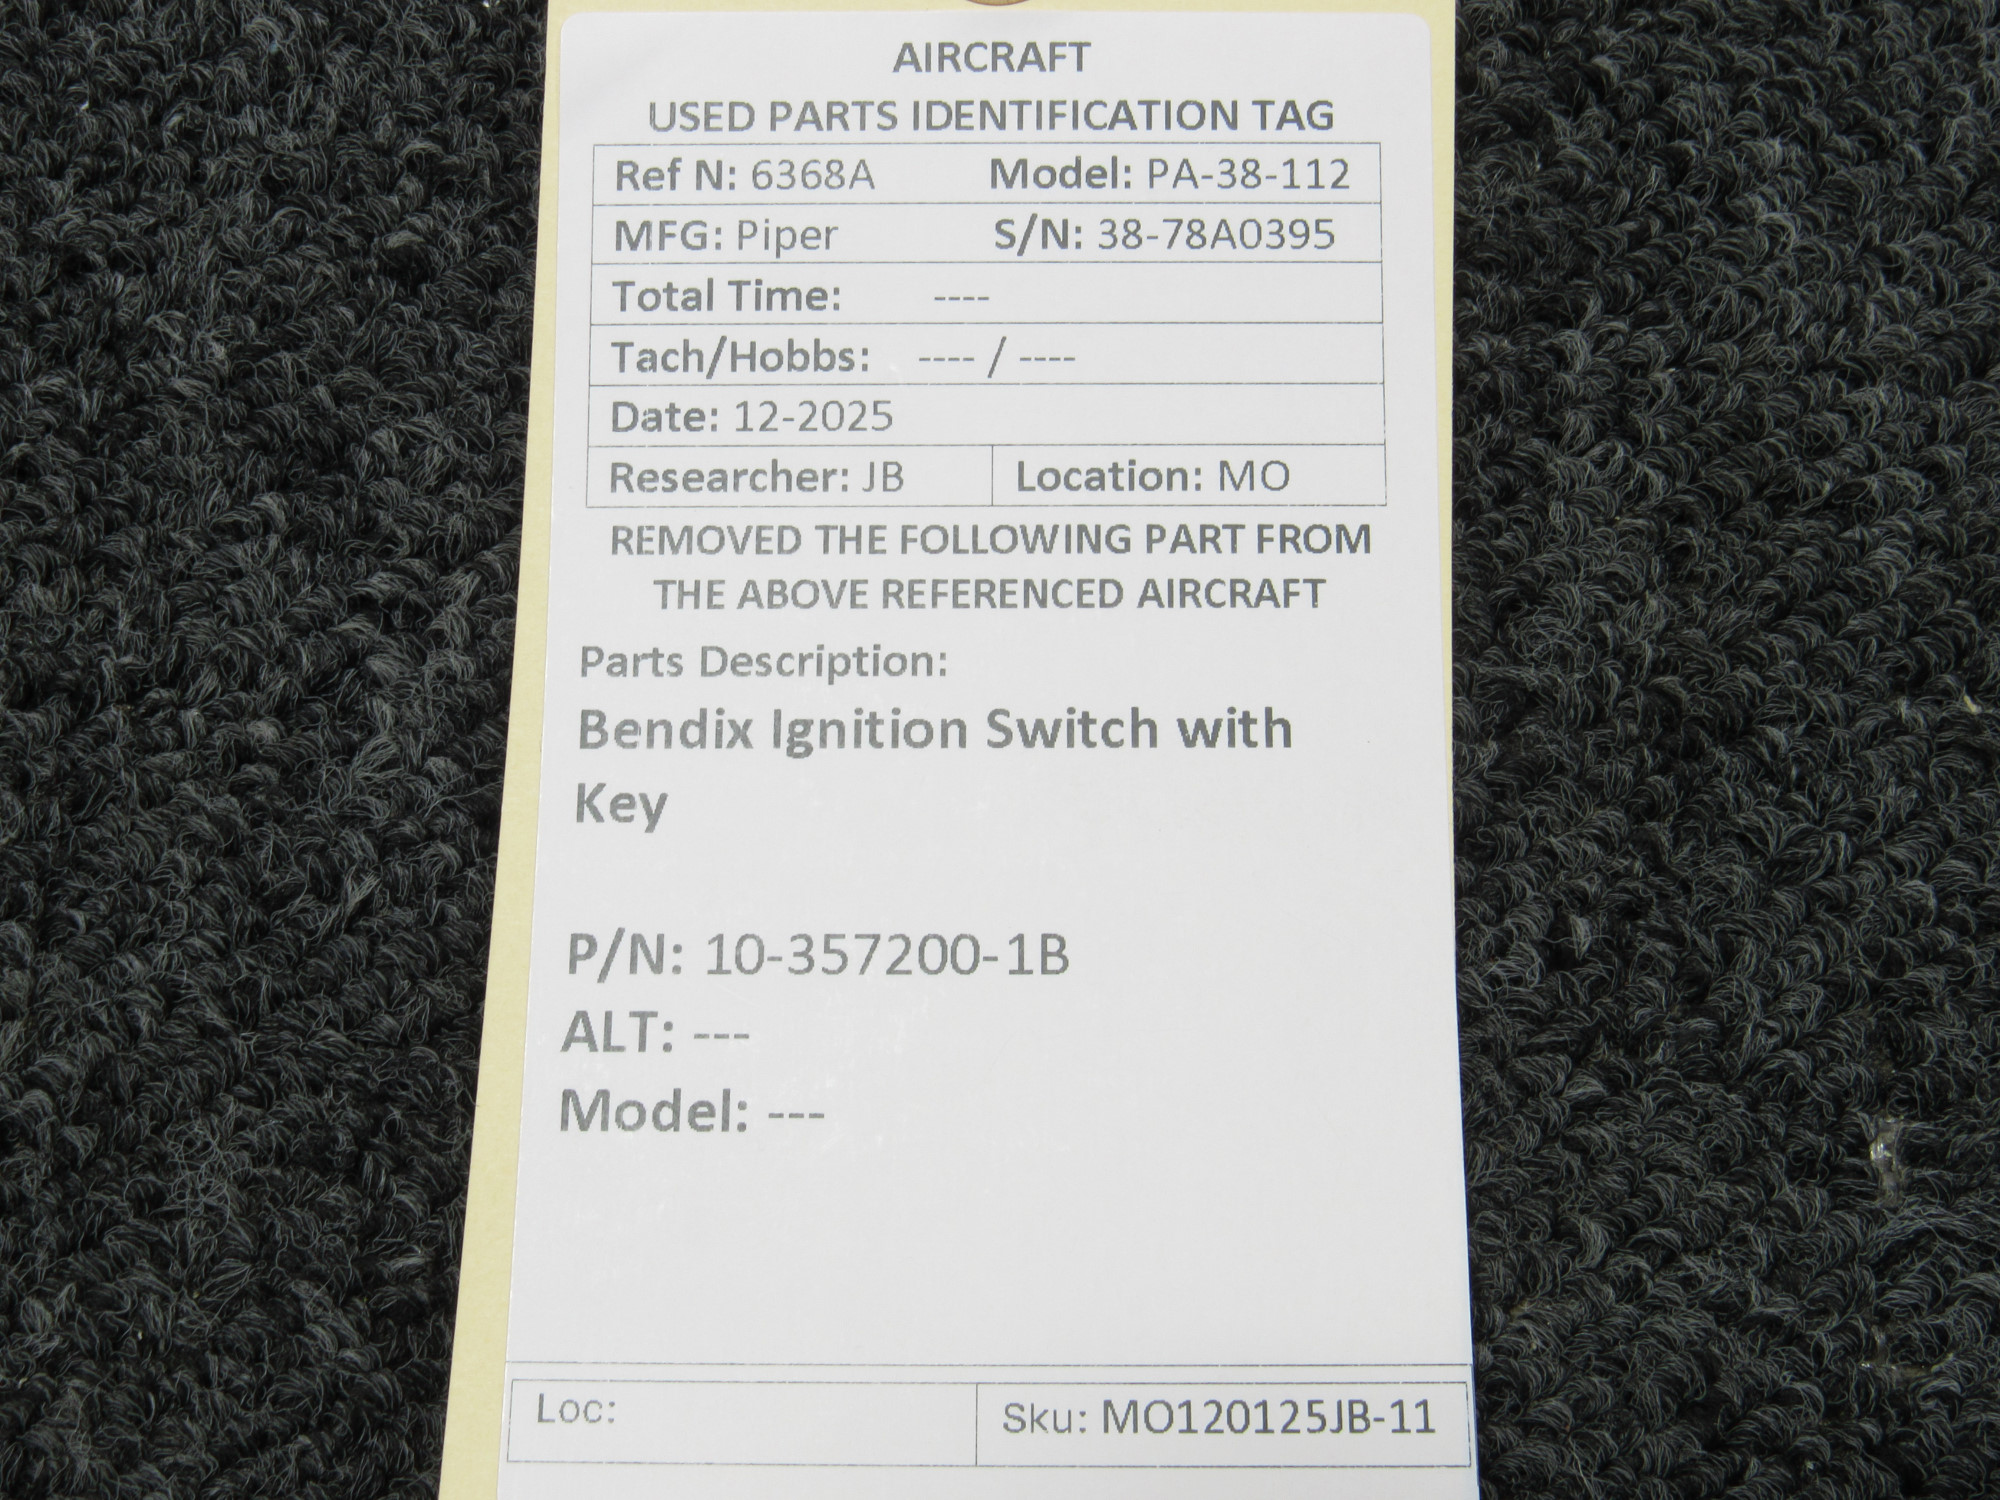 AIRCRAFT
USED PARTS IDENTIFICATION TAG
Ref N: 6368A Model: PA-38-112
MFG: Piper S/N: 38-78A0395
Total Time: ----
Tach/Hobbs: ---- / ----
Date: 12-2025
Researcher: JB Location: MO
REMOVED THE FOLLOWING PART FROM
THE ABOVE REFERENCED AIRCRAFT
Parts Description:
Bendix Ignition Switch with
Key
P/N: 10-357200-1B
ALT: ---
Model: ---
Loc: Sku: MO120125JB-11